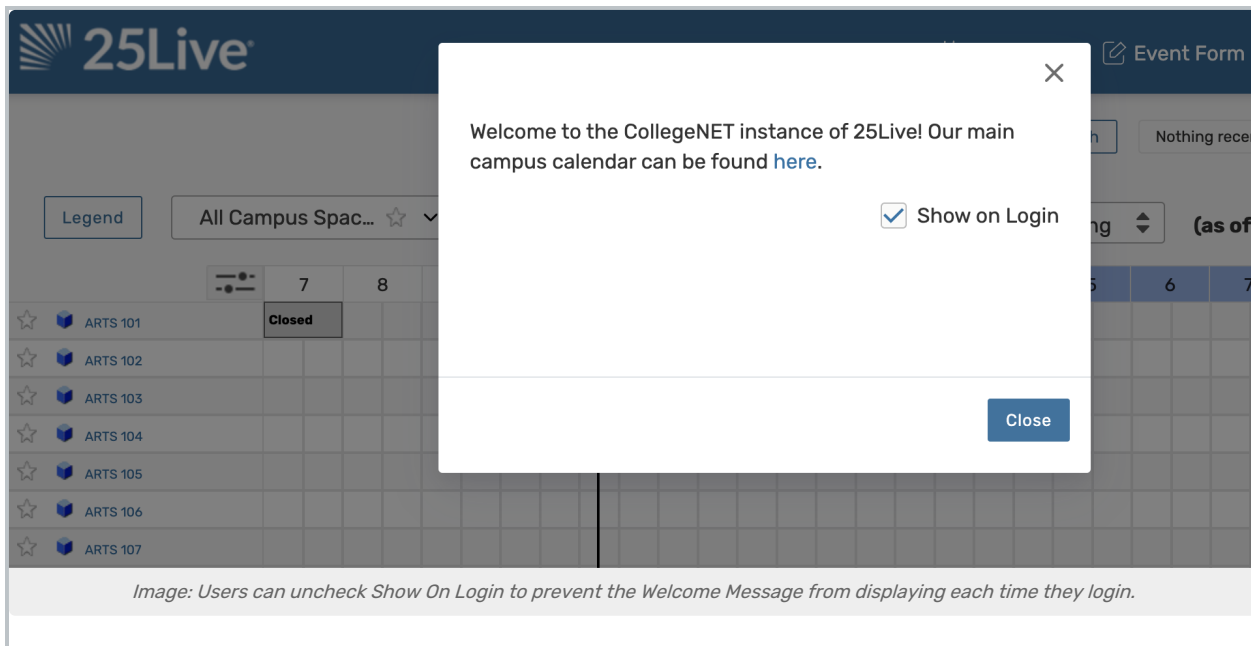 25Live
Event Form
Welcome to the CollegeNET instance of 25Live! Our main
campus calendar can be found here.
Nothing rece
Legend
All Campus Spac...
Show on Login
ng
(as of
7
8
5
6
7
ARTS 101
Closed
ARTS 102
ARTS 103
ARTS 104
Close
ARTS 105
ARTS 106
ARTS 107
Image: Users can uncheck Show On Login to prevent the Welcome Message from displaying each time they login.